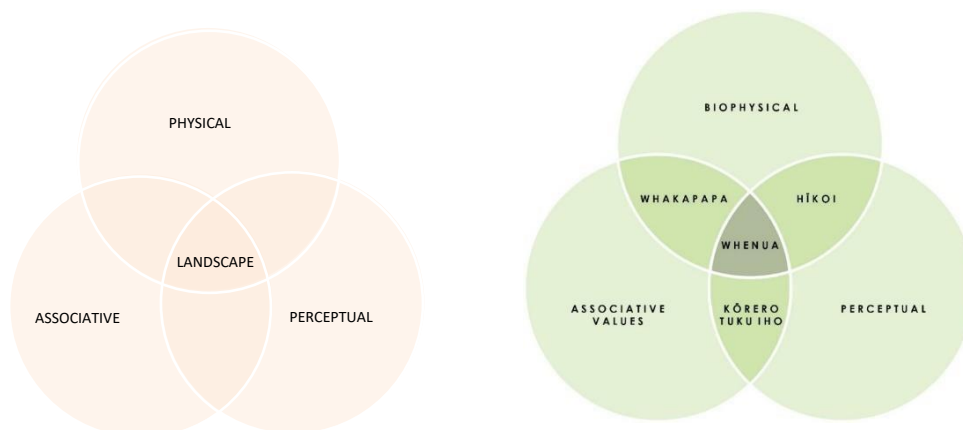 PHYSICAL
LANDSCAPE
ASSOCIATIVE
PERCEPTUAL
BIOPHYSICAL
WHAKAPAPA
HĪKOI
WHENUA
ASSOCIATIVE
VALUES
KŌRERO
TUKU IHO
PERCEPTUAL